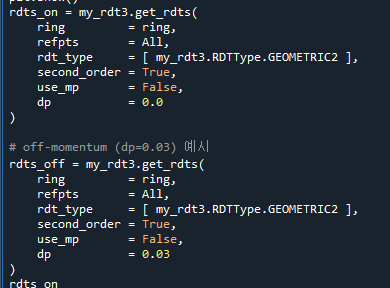 rdts_on = my_rdt3.get_rdts(
    ring         = ring,
    refpts       = All,
    rdt_type     = [ my_rdt3.RDTType.GEOMETRIC2 ],
    second_order = True,
    use_mp       = False,
    dp           = 0.0
)
# off-momentum (dp=0.03) 예시
rdts_off = my_rdt3.get_rdts(
    ring         = ring,
    refpts       = All,
    rdt_type     = [ my_rdt3.RDTType.GEOMETRIC2 ],
    second_order = True,
    use_mp       = False,
    dp           = 0.03
)
rdts_on